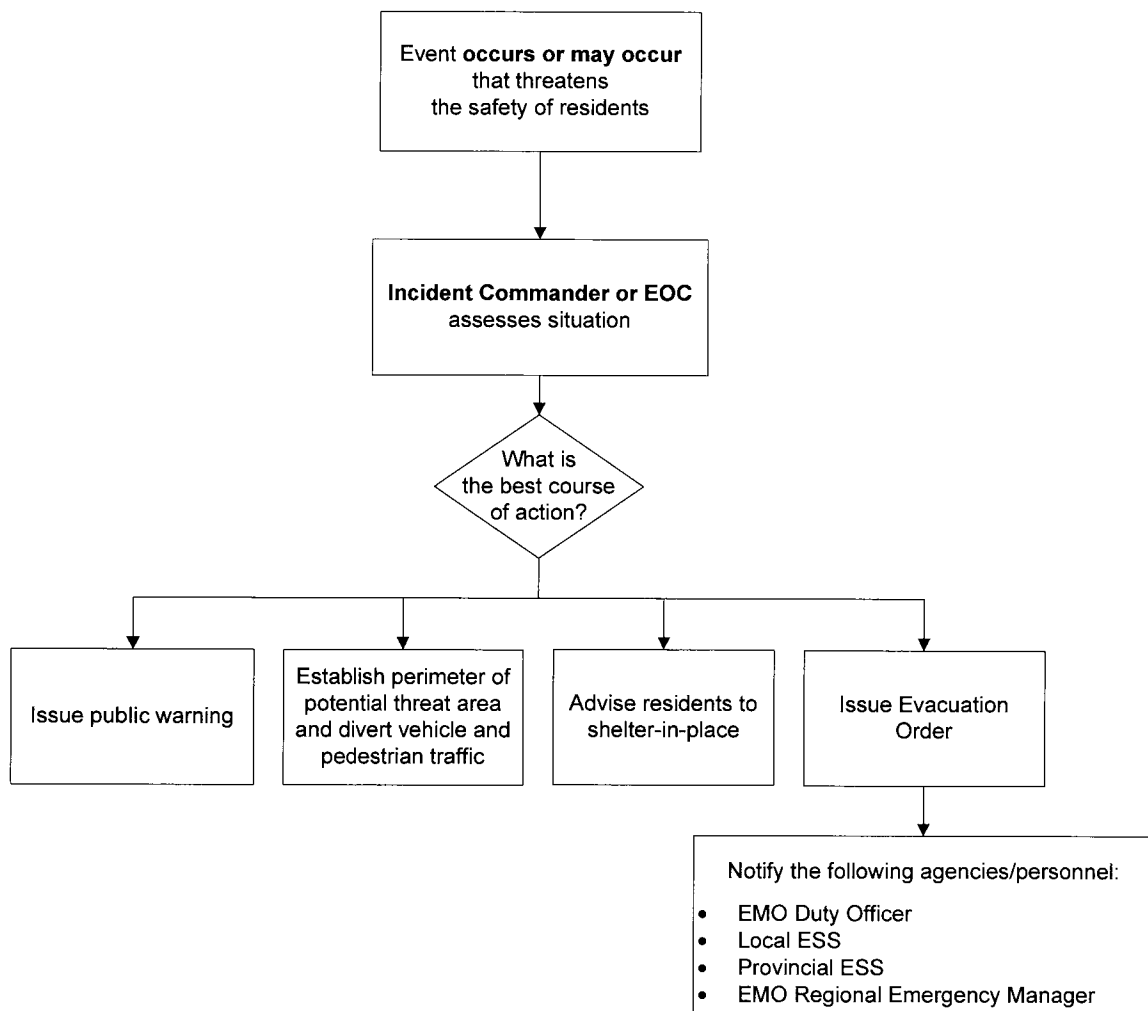 Event occurs or may occur
that threatens
the safety of residents
Incident Commander or EOC
assesses situation
What is
the best course
of action?
Issue public warning
Establish perimeter of
potential threat area
and divert vehicle and
pedestrian traffic
Advise residents to
shelter-in-place
Issue Evacuation
Order
Notify the following agencies/personnel:
• EMO Duty Officer
• Local ESS
• Provincial ESS
• EMO Regional Emergency Manager